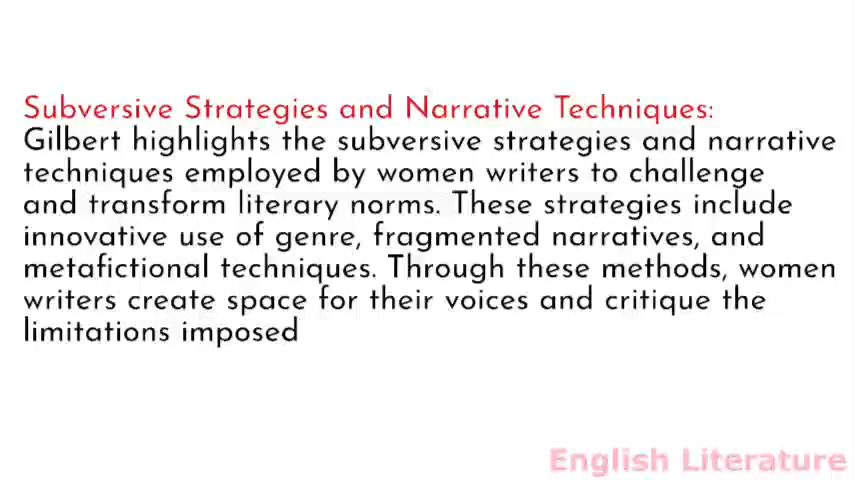 Subversive Strategies and Narrative Techniques:
Gilbert highlights the subversive strategies and narrative
techniques employed by women writers to challenge
and transform literary norms. These strategies include
innovative use of genre, fragmented narratives, and
metafictional techniques. Through these methods, women
writers create space for their voices and critique the
limitations imposed
English Literature